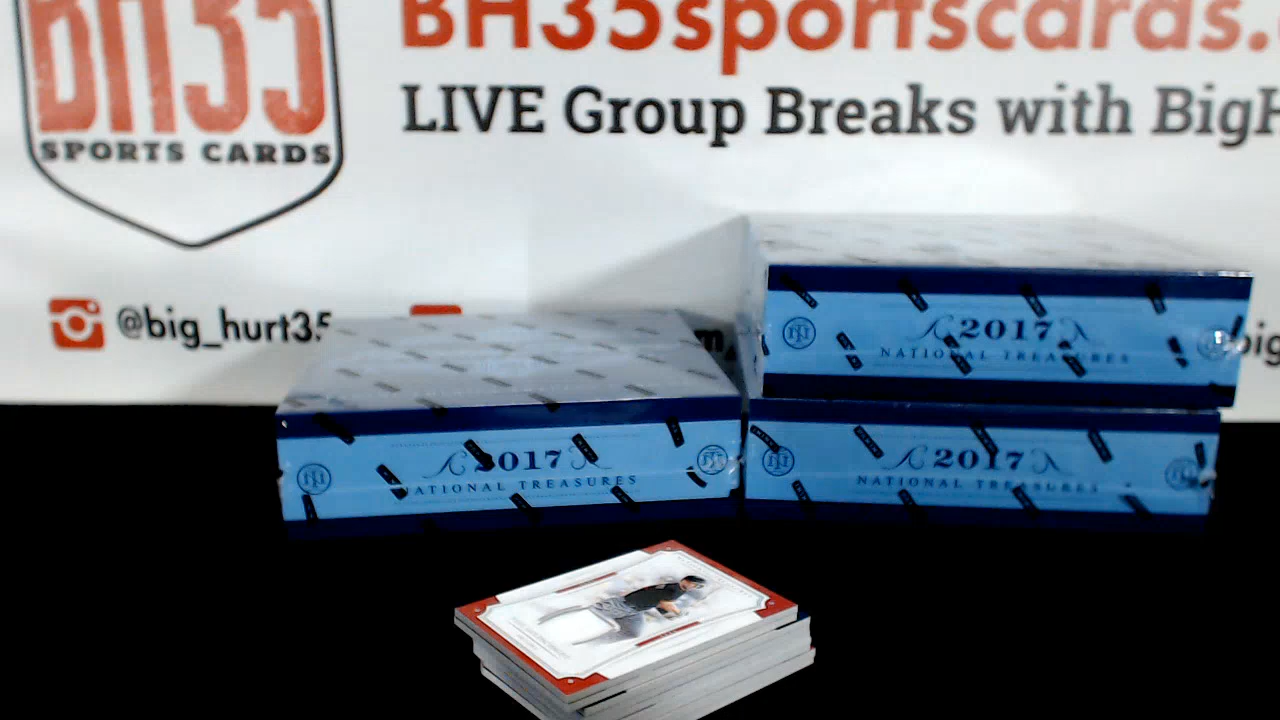 BH35
SPORTS CARDS
BH35sportscards.
LIVE Group Breaks with BigH
@big_hurt35
m
big
2017
NATIONAL TREASURES
2017
NATIONAL TREASURES
2017
NATIONAL TREASURES